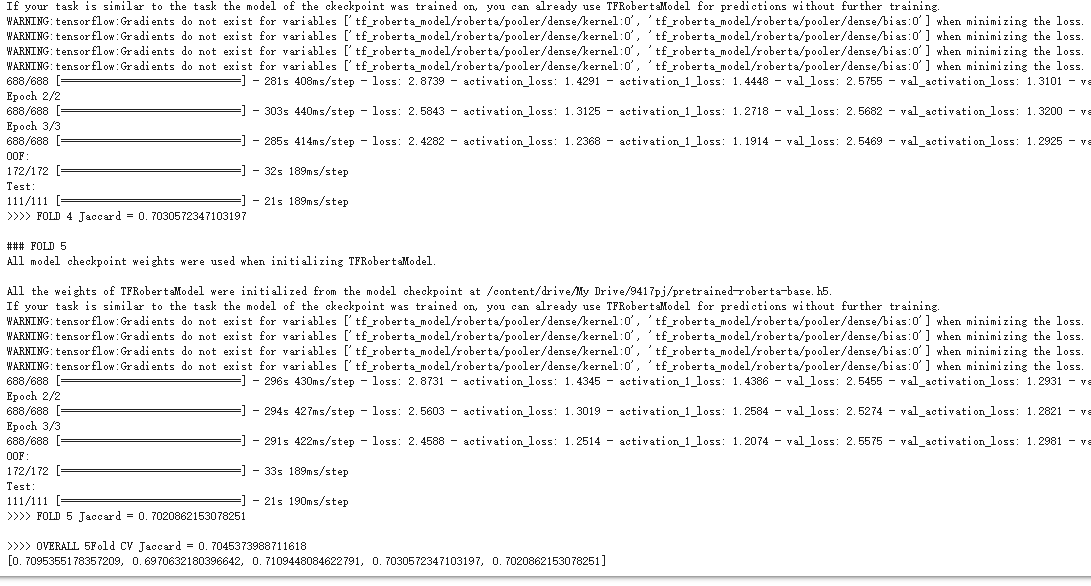 If your task is similar to the task the model of the ckeckpoint was trained on, you can already use TFRobertaModel for predictions without further training.
WARNING:tensorflow:Gradients do not exist for variables ['tf_roberta_model/roberta/pooler/dense/kernel:0', 'tf_roberta_model/roberta/pooler/dense/bias:0'] when minimizing the loss.
WARNING:tensorflow:Gradients do not exist for variables ['tf_roberta_model/roberta/pooler/dense/kernel:0', 'tf_roberta_model/roberta/pooler/dense/bias:0'] when minimizing the loss.
WARNING:tensorflow:Gradients do not exist for variables ['tf_roberta_model/roberta/pooler/dense/kernel:0', 'tf_roberta_model/roberta/pooler/dense/bias:0'] when minimizing the loss.
WARNING:tensorflow:Gradients do not exist for variables ['tf_roberta_model/roberta/pooler/dense/kernel:0', 'tf_roberta_model/roberta/pooler/dense/bias:0'] when minimizing the loss.
688/688 [==============================] - 281s 408ms/step - loss: 2.8739 - activation_loss: 1.4291 - activation_1_loss: 1.4448 - val_loss: 2.5755 - val_activation_loss: 1.3101 - va
Epoch 2/2
688/688 [==============================] - 303s 440ms/step - loss: 2.5843 - activation_loss: 1.3125 - activation_1_loss: 1.2718 - val_loss: 2.5682 - val_activation_loss: 1.3200 - va
Epoch 3/3
688/688 [==============================] - 285s 414ms/step - loss: 2.4282 - activation_loss: 1.2368 - activation_1_loss: 1.1914 - val_loss: 2.5469 - val_activation_loss: 1.2925 - va
OOF:
172/172 [==============================] - 32s 189ms/step
Test:
111/111 [==============================] - 21s 189ms/step
>>>> FOLD 4 Jaccard = 0.7030572347103197
### FOLD 5
All model checkpoint weights were used when initializing TFRobertaModel.
All the weights of TFRobertaModel were initialized from the model checkpoint at /content/drive/My Drive/9417pj/pretrained-roberta-base.h5.
If your task is similar to the task the model of the ckeckpoint was trained on, you can already use TFRobertaModel for predictions without further training.
WARNING:tensorflow:Gradients do not exist for variables ['tf_roberta_model/roberta/pooler/dense/kernel:0', 'tf_roberta_model/roberta/pooler/dense/bias:0'] when minimizing the loss.
WARNING:tensorflow:Gradients do not exist for variables ['tf_roberta_model/roberta/pooler/dense/kernel:0', 'tf_roberta_model/roberta/pooler/dense/bias:0'] when minimizing the loss.
WARNING:tensorflow:Gradients do not exist for variables ['tf_roberta_model/roberta/pooler/dense/kernel:0', 'tf_roberta_model/roberta/pooler/dense/bias:0'] when minimizing the loss.
WARNING:tensorflow:Gradients do not exist for variables ['tf_roberta_model/roberta/pooler/dense/kernel:0', 'tf_roberta_model/roberta/pooler/dense/bias:0'] when minimizing the loss.
688/688 [==============================] - 296s 430ms/step - loss: 2.8731 - activation_loss: 1.4345 - activation_1_loss: 1.4386 - val_loss: 2.5455 - val_activation_loss: 1.2931 - va
Epoch 2/2
688/688 [==============================] - 294s 427ms/step - loss: 2.5603 - activation_loss: 1.3019 - activation_1_loss: 1.2584 - val_loss: 2.5274 - val_activation_loss: 1.2821 - va
Epoch 3/3
688/688 [==============================] - 291s 422ms/step - loss: 2.4588 - activation_loss: 1.2514 - activation_1_loss: 1.2074 - val_loss: 2.5575 - val_activation_loss: 1.2981 - va
OOF:
172/172 [==============================] - 33s 189ms/step
Test:
111/111 [==============================] - 21s 190ms/step
>>>> FOLD 5 Jaccard = 0.7020862153078251
>>>> OVERALL 5Fold CV Jaccard = 0.7045373988711618
[0.7095355178357209, 0.6970632180396642, 0.7109448084622791, 0.7030572347103197, 0.7020862153078251]